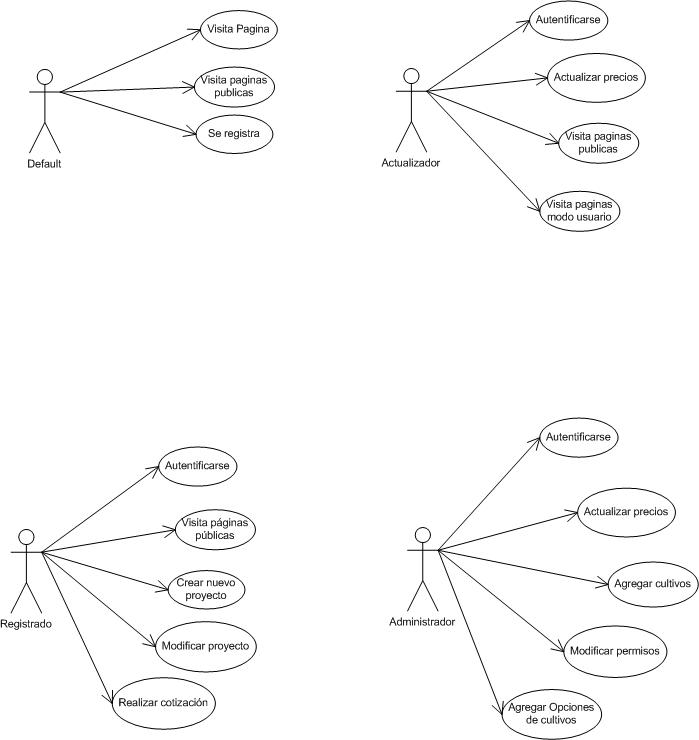 Visita Pagina
Visita paginas
publicas
Se registra
Default
Autentificarse
Actualizar precios
Visita paginas
publicas
Visita paginas
modo usuario
Actualizador
Autentificarse
Visita páginas
públicas
Crear nuevo
proyecto
Modificar proyecto
Realizar cotización
Registrado
Autentificarse
Actualizar precios
Agregar cultivos
Modificar permisos
Agregar Opciones
de cultivos
Administrador